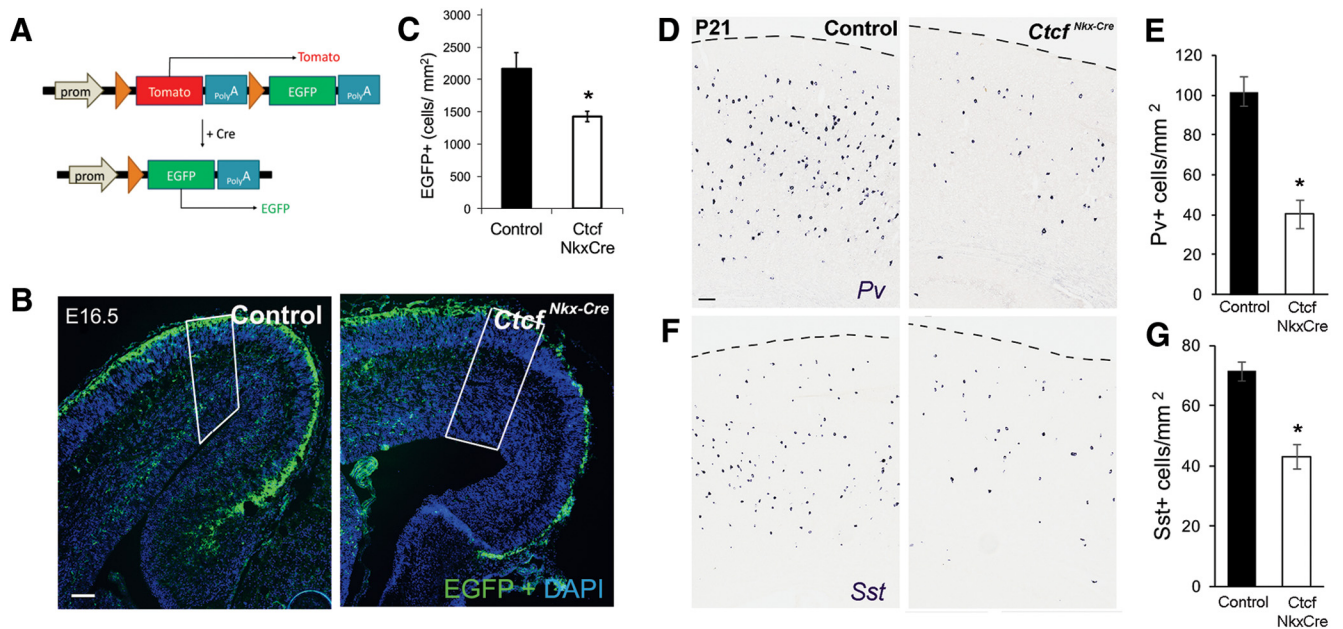 A
prom
Tomato
PolyA
EGFP
PolyA
Tomato
+ Cre
prom
EGFP
PolyA
EGFP
B
E16.5
Control
Ctcf Nkx-Cre
EGFP + DAPI
C
EGFP+ (cells/ mm2)
3000
2500
2000
1500
1000
500
0
*
Control
Ctcf
NkxCre
D
P21
Control
Ctcf Nkx-Cre
Pv
E
Pv+ cells/mm 2
120
100
80
60
40
20
0
*
Control
Ctcf
NkxCre
F
Sst
G
Sst+ cells/mm 2
80
60
40
20
0
*
Control
Ctcf
NkxCre